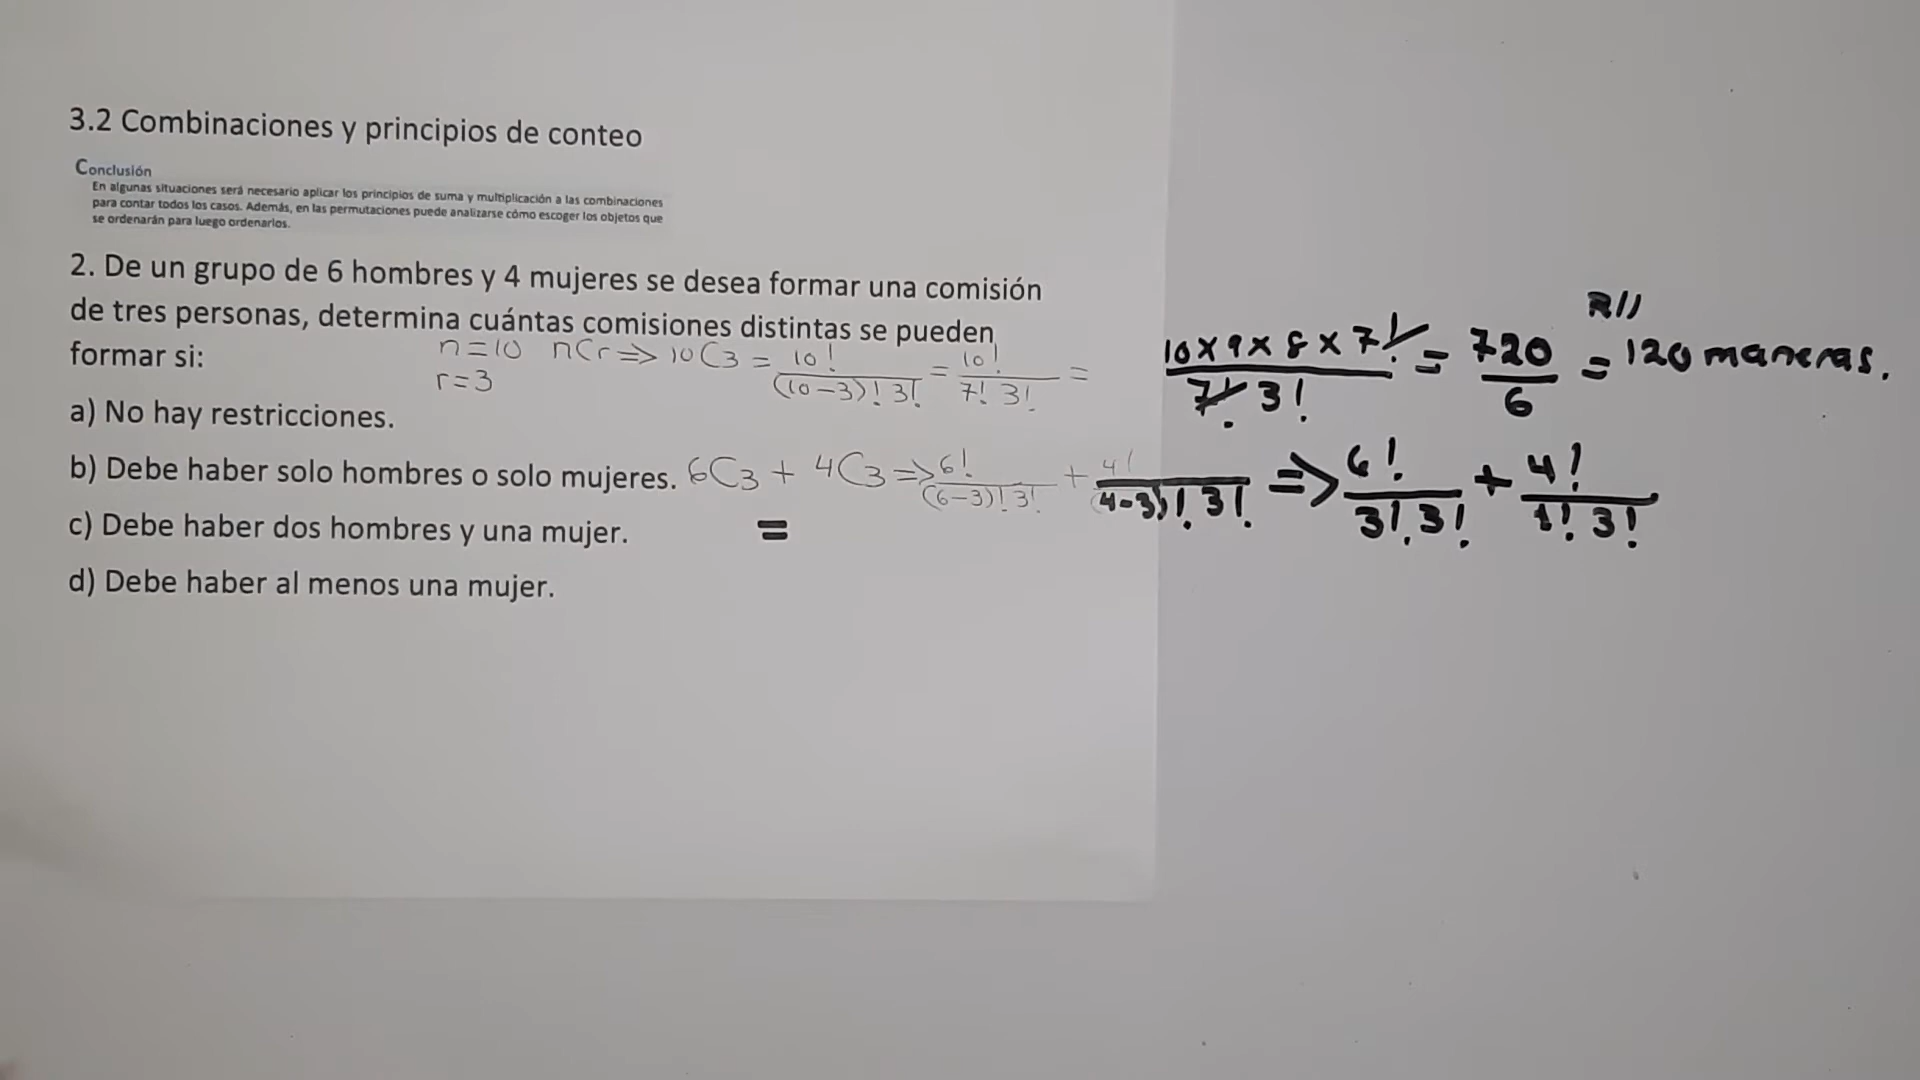 3.2 Combinaciones y principios de conteo
Conclusión
En algunas situaciones será necesario aplicar los principios de suma y multiplicación a las combinaciones
para contar todos los casos. Además, en las permutaciones puede analizarse cómo escoger los objetos que
se ordenarán para luego ordenarlos.
2. De un grupo de 6 hombres y 4 mujeres se desea formar una comisión
de tres personas, determina cuántas comisiones distintas se pueden
formar si:
n=10 nCr => 10C3 = 10!/(10-3)! 3! = 10!/7! 3! = 10x9x8x7!/7! 3! = 720/6 = R// 120 maneras.
r=3
a) No hay restricciones.
b) Debe haber solo hombres o solo mujeres. 6C3 + 4C3 => 6!/(6-3)! 3! + 4!/(4-3)! 3! => 6!/3! 3! + 4!/1! 3!
c) Debe haber dos hombres y una mujer. =
d) Debe haber al menos una mujer.